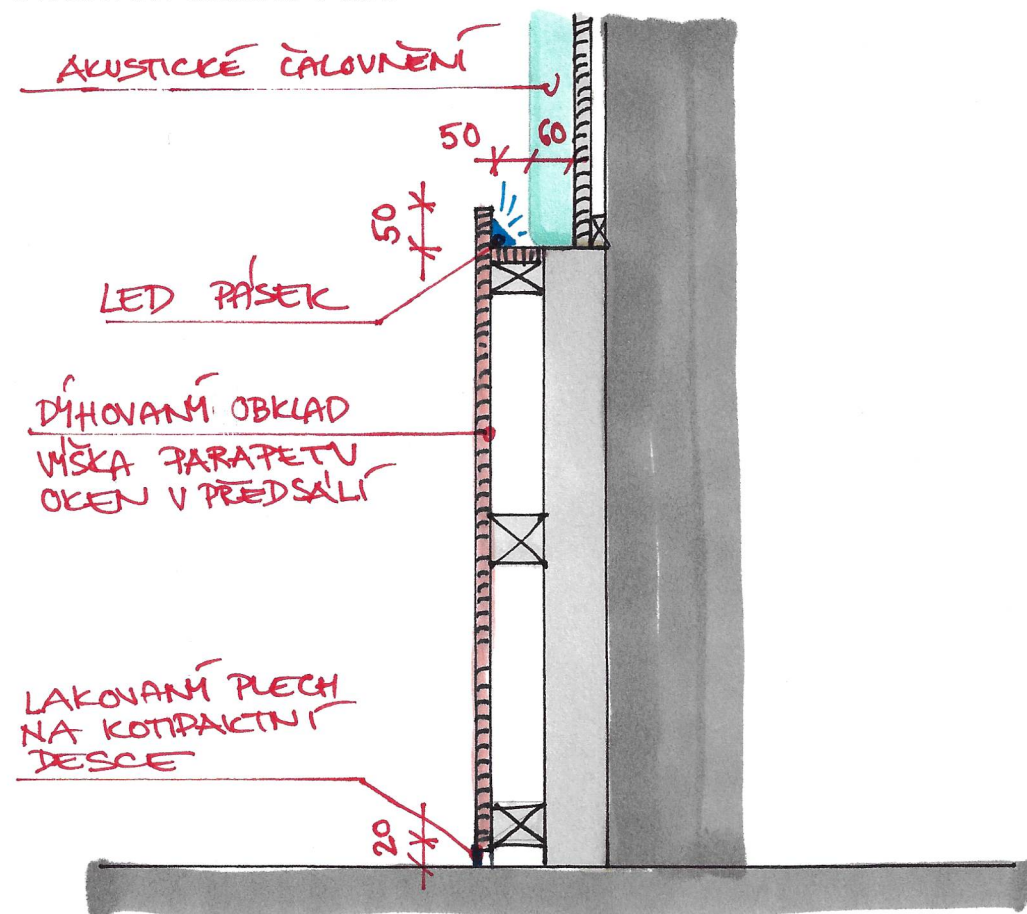 AKUSTICKÉ ČALOUNĚNÍ
50 60
50
LED PÁSEK
DÝHOVANÝ OBKLAD
VÝŠKA PARAPETU
OKEN V PŘEDSÁLÍ
LAKOVANÝ PLECH
NA KOMPAKTNÍ
DESCE
20